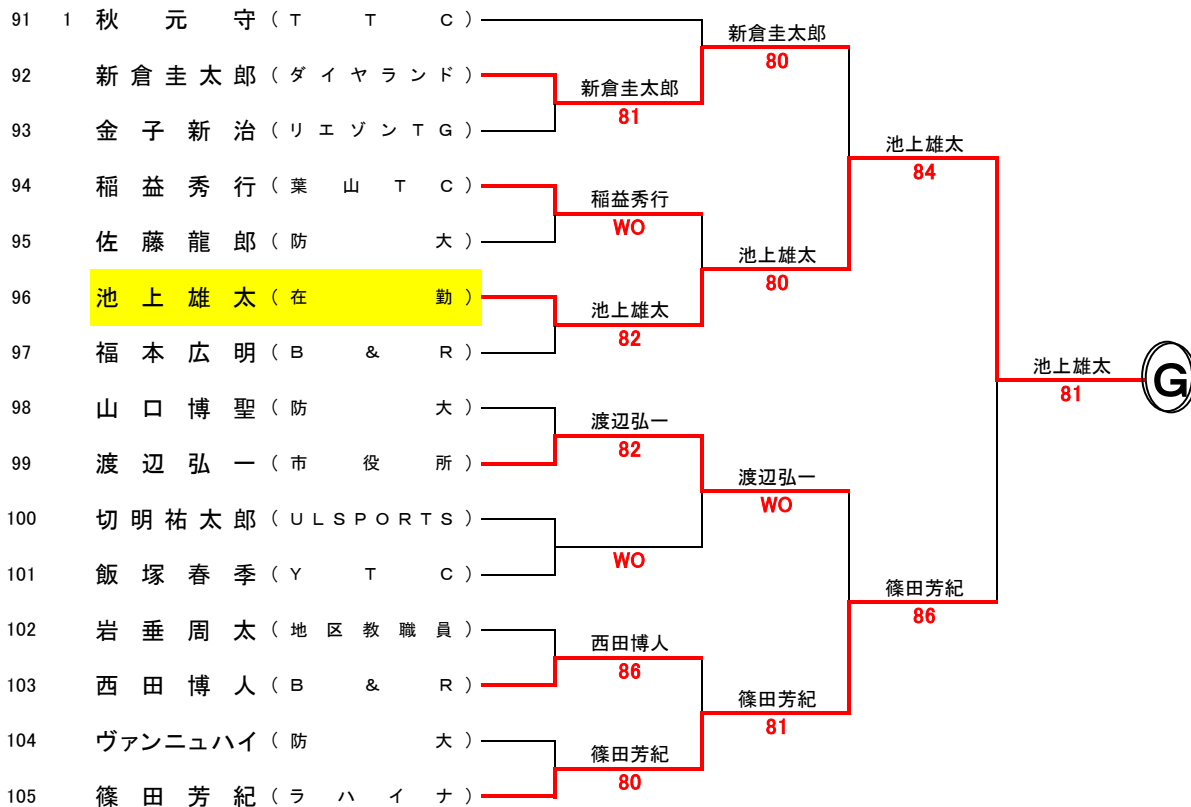 91 1 秋元守 (TTC)
92 新倉圭太郎 (ダイヤランド)
93 金子新治 (リエゾンTG)
94 稲益秀行 (葉山TC)
95 佐藤龍郎 (防大)
96 池上雄太 (在勤)
97 福本広明 (B&R)
98 山口博聖 (防大)
99 渡辺弘一 (市役所)
100 切明祐太郎 (ULSPORTS)
101 飯塚春季 (YTC)
102 岩垂周太 (地区教職員)
103 西田博人 (B&R)
104 ヴァンニュハイ (防大)
105 篠田芳紀 (ラハイナ)
新倉圭太郎
81
稲益秀行
WO
池上雄太
82
渡辺弘一
82
WO
西田博人
86
篠田芳紀
80
新倉圭太郎
80
池上雄太
80
渡辺弘一
WO
篠田芳紀
81
池上雄太
84
篠田芳紀
86
池上雄太
81
G